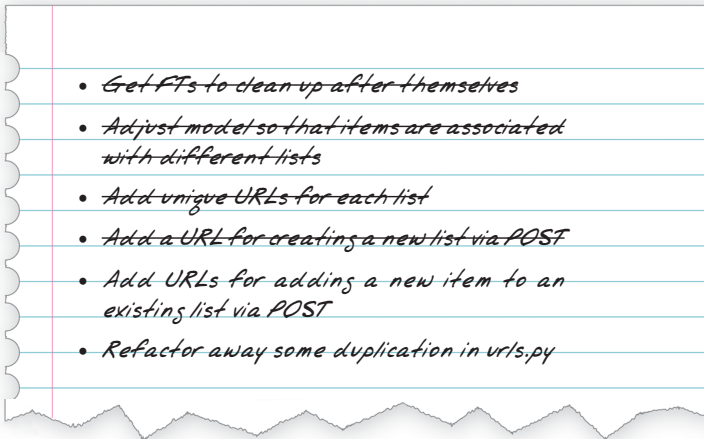 • Get FTs to clean up after themselves
• Adjust model so that items are associated
with different lists
• Add unique URLs for each list
• Add a URL for creating a new list via POST
• Add URLs for adding a new item to an
existing list via POST
• Refactor away some duplication in urls.py